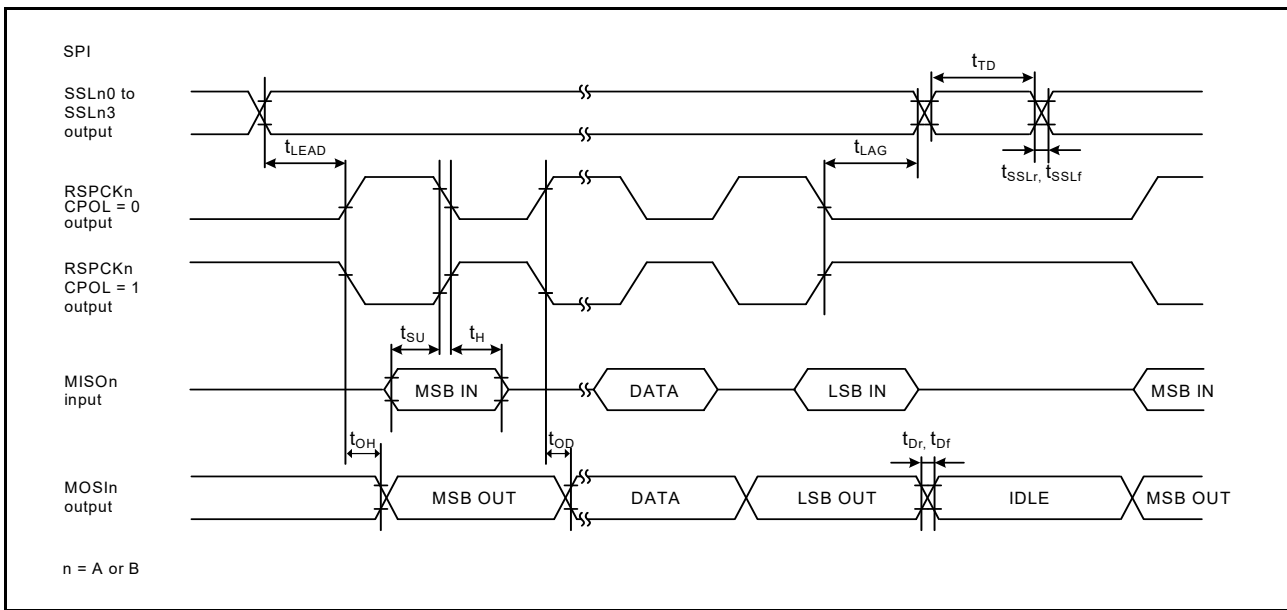 SPI
SSLn0 to
SSLn3
output
tTD
tLEAD
tLAG
tSSLr, tSSLf
RSPCKn
CPOL = 0
output
RSPCKn
CPOL = 1
output
tSU
tH
MISOn
input
MSB IN
DATA
LSB IN
MSB IN
tOH
tOD
tDr, tDf
MOSIn
output
MSB OUT
DATA
LSB OUT
IDLE
MSB OUT
n = A or B